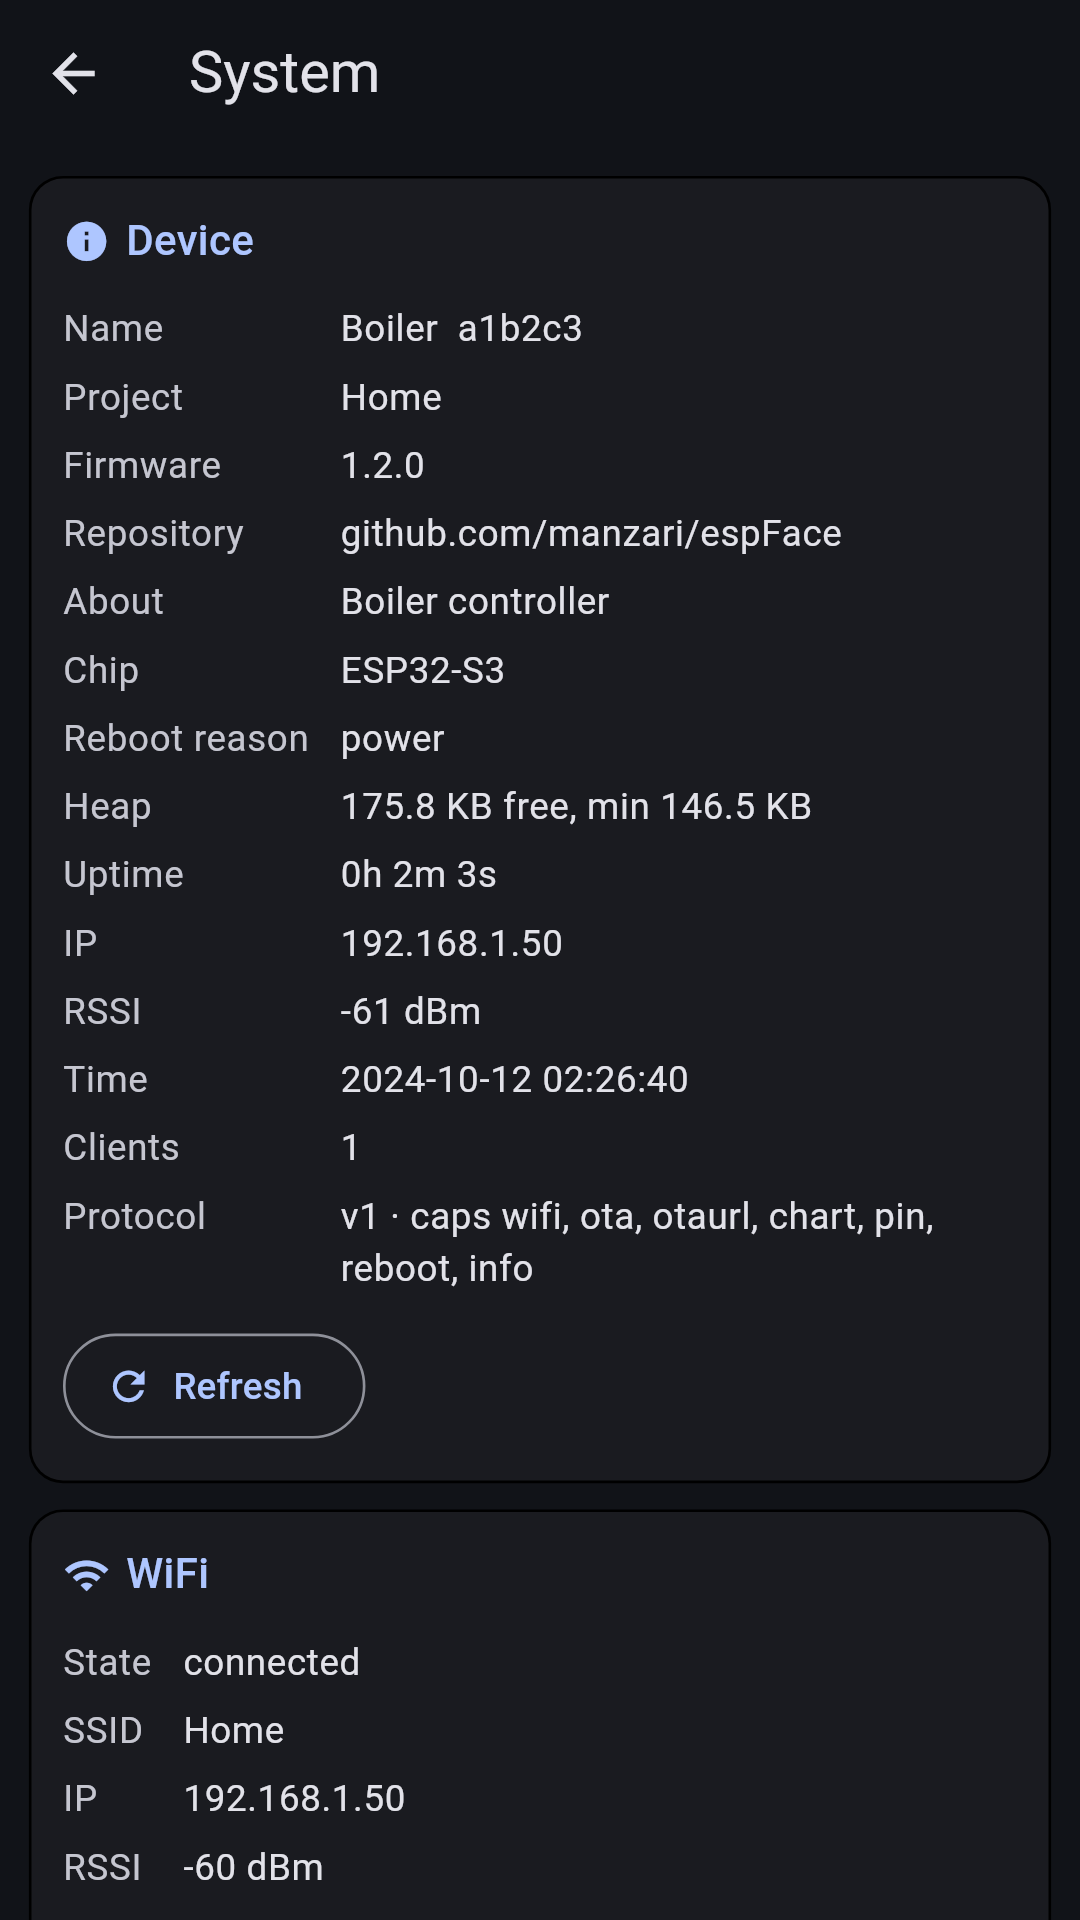 System
Device
Name Boiler  a1b2c3
Project Home
Firmware 1.2.0
Repository github.com/manzari/espFace
About Boiler controller
Chip ESP32-S3
Reboot reason power
Heap 175.8 KB free, min 146.5 KB
Uptime 0h 2m 3s
IP 192.168.1.50
RSSI -61 dBm
Time 2024-10-12 02:26:40
Clients 1
Protocol v1 · caps wifi, ota, otaurl, chart, pin,
reboot, info
Refresh
WiFi
State connected
SSID Home
IP 192.168.1.50
RSSI -60 dBm